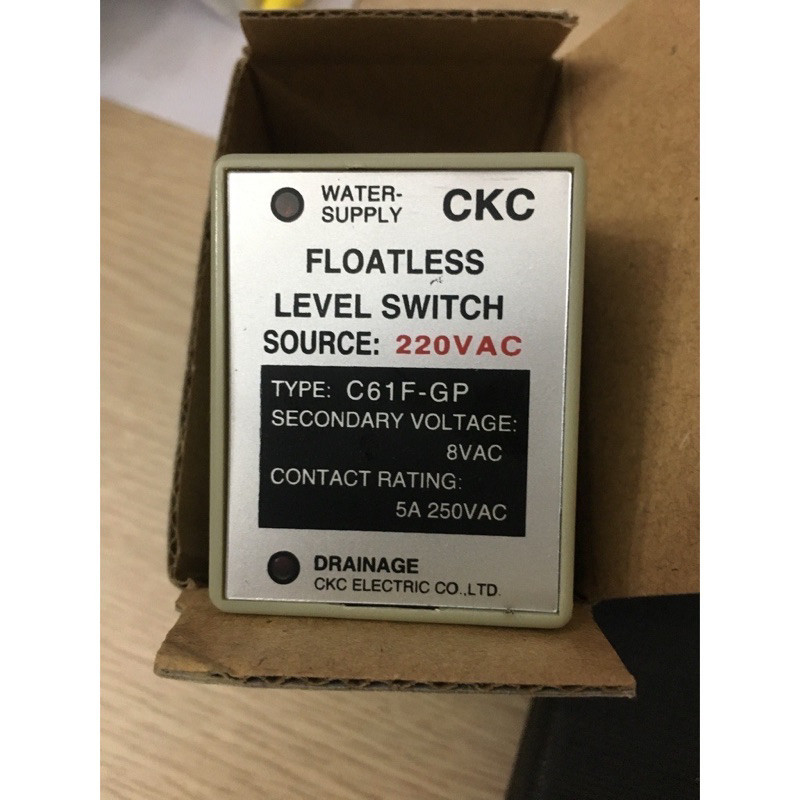 WATER-
SUPPLY
CKC
FLOATLESS
LEVEL SWITCH
SOURCE: 220VAC
TYPE: C61F-GP
SECONDARY VOLTAGE:
8VAC
CONTACT RATING:
5A 250VAC
DRAINAGE
CKC ELECTRIC CO.,LTD.